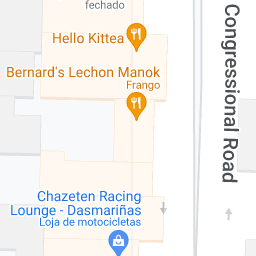 fechado
Hello Kittea
Bernard's Lechon Manok
Frango
Chazeten Racing
Lounge - Dasmariñas
Loja de motocicletas
Congressional Road